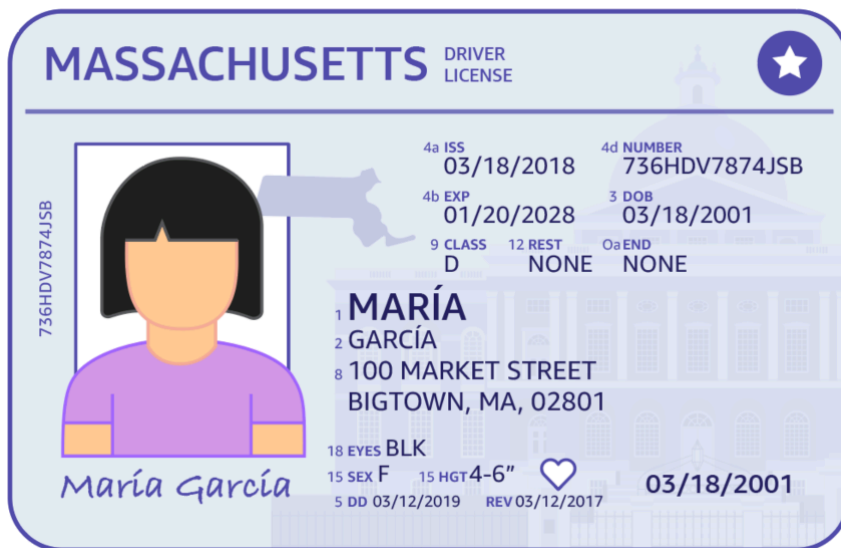 MASSACHUSETTS DRIVER LICENSE
736HDV7874JSB
4a ISS 4d NUMBER
03/18/2018 736HDV7874JSB
4b EXP 3 DOB
01/20/2028 03/18/2001
9 CLASS 12 REST Oa END
D NONE NONE
1 MARÍA
2 GARCÍA
8 100 MARKET STREET
BIGTOWN, MA, 02801
18 EYES BLK
15 SEX F 15 HGT 4-6”
María García
03/18/2001
5 DD 03/12/2019 REV 03/12/2017